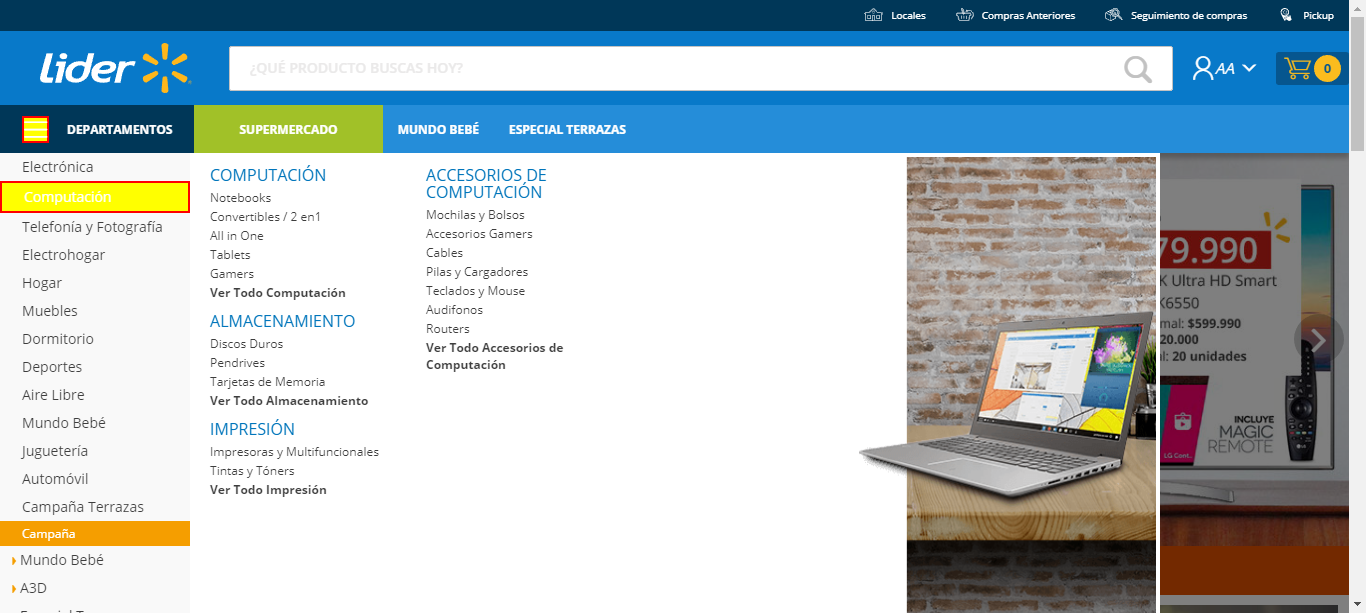 Locales
Compras Anteriores
Seguimiento de compras
Pickup
Lider
¿QUÉ PRODUCTO BUSCAS HOY?
AA
0
DEPARTAMENTOS
SUPERMERCADO
MUNDO BEBÉ
ESPECIAL TERRAZAS
Electrónica
Computación
Telefonía y Fotografía
Electrohogar
Hogar
Muebles
Dormitorio
Deportes
Aire Libre
Mundo Bebé
Juguetería
Automóvil
Campaña Terrazas
Campaña
Mundo Bebé
A3D
COMPUTACIÓN
Notebooks
Convertibles / 2 en1
All in One
Tablets
Gamers
Ver Todo Computación
ALMACENAMIENTO
Discos Duros
Pendrives
Tarjetas de Memoria
Ver Todo Almacenamiento
IMPRESIÓN
Impresoras y Multifuncionales
Tintas y Tóners
Ver Todo Impresión
ACCESORIOS DE
COMPUTACIÓN
Mochilas y Bolsos
Accesorios Gamers
Cables
Pilas y Cargadores
Teclados y Mouse
Audifonos
Routers
Ver Todo Accesorios de
Computación
79.990
K Ultra HD Smart
K6550
mal: $599.990
20.000
l: 20 unidades
INCLUYE
MAGIC
REMOTE
LG Cont.
LG